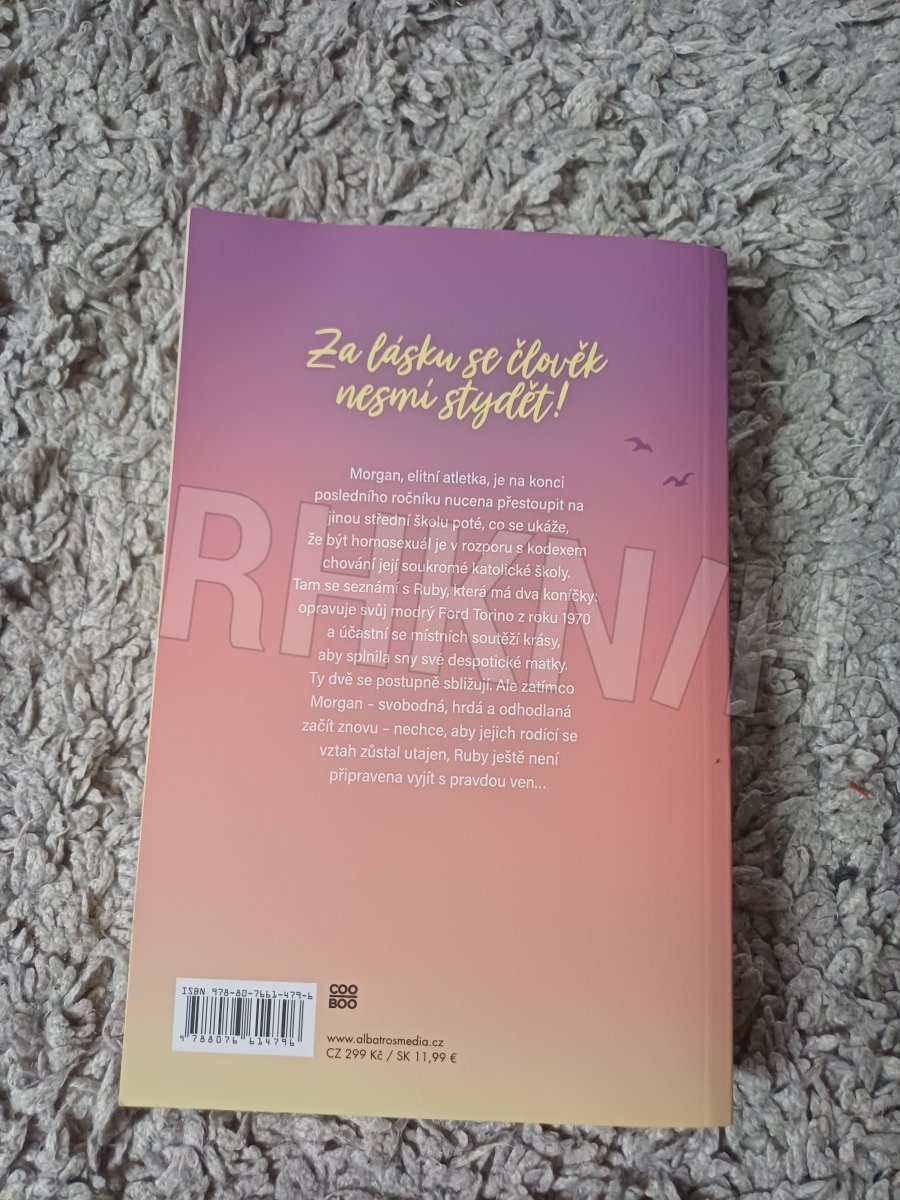 Za lásku se člověk
nesmí stydět!
Morgan, elitní atletka, je na konci
posledního ročníku nucena přestoupit na
jinou střední školu poté, co se ukáže,
že být homosexuál je v rozporu s kodexem
chování její soukromé katolické školy.
Tam se seznámí s Ruby, která má dva koníčky:
opravuje svůj modrý Ford Torino z roku 1970
a účastní se místních soutěží krásy,
aby splnila sny své despotické matky.
Ty dvě se postupně sbližují. Ale zatímco
Morgan – svobodná, hrdá a odhodlaná
začít znovu – nechce, aby jejich rodící se
vztah zůstal utajen, Ruby ještě není
připravena vyjít s pravdou ven...
ISBN 978-80-7661-479-6
9 788076 614796
COO
BOO
www.albatrosmedia.cz
CZ 299 Kč / SK 11,99 €